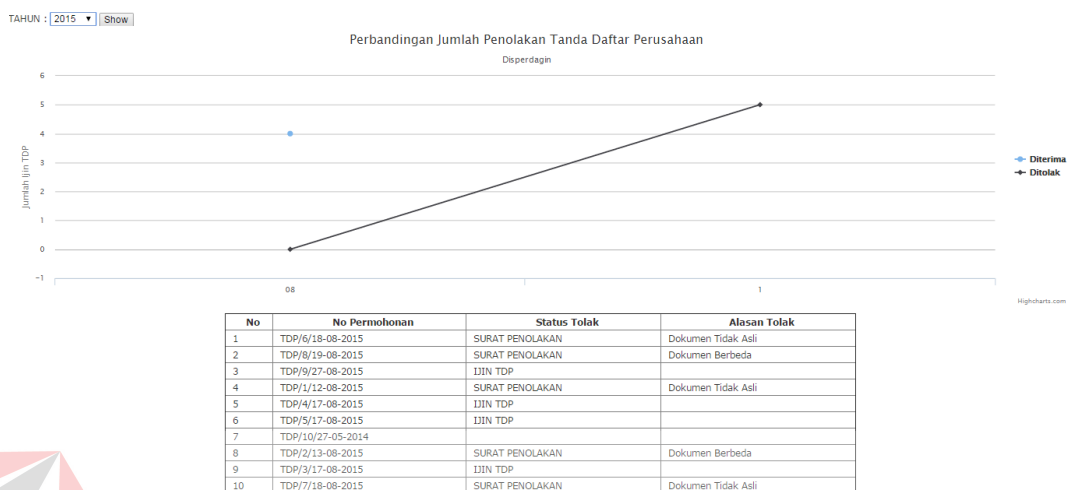 TAHUN : 2015 Show
Perbandingan Jumlah Penolakan Tanda Daftar Perusahaan
Disperdagin
6
5
4
3
2
1
0
-1
Jumlah Ijin TDP
08 1
Diterima
Ditolak
Highcharts.com
No No Permohonan Status Tolak Alasan Tolak
1 TDP/6/18-08-2015 SURAT PENOLAKAN Dokumen Tidak Asli
2 TDP/8/19-08-2015 SURAT PENOLAKAN Dokumen Berbeda
3 TDP/9/27-08-2015 IJIN TDP
4 TDP/1/12-08-2015 SURAT PENOLAKAN Dokumen Tidak Asli
5 TDP/4/17-08-2015 IJIN TDP
6 TDP/5/17-08-2015 IJIN TDP
7 TDP/10/27-05-2014
8 TDP/2/13-08-2015 SURAT PENOLAKAN Dokumen Berbeda
9 TDP/3/17-08-2015 IJIN TDP
10 TDP/7/18-08-2015 SURAT PENOLAKAN Dokumen Tidak Asli